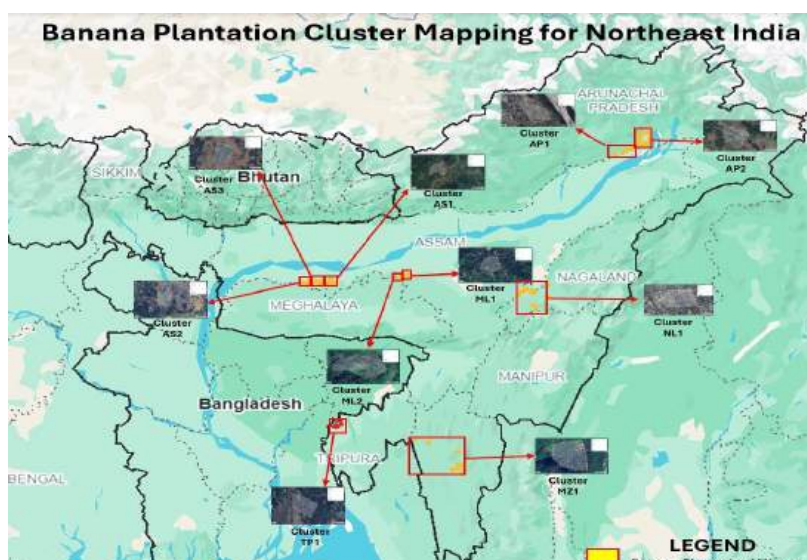 Banana Plantation Cluster Mapping for Northeast India
ARUNACHAL
PRADESH
Cluster
AP1
Cluster
AP2
SIKKIM
Cluster
AS3
Bhutan
Cluster
AS1
ASSAM
Cluster
ML1
NAGALAND
MEGHALAYA
Cluster
AS2
Cluster
NL1
Cluster
ML2
MANIPUR
Bangladesh
TRIPURA
Cluster
MZ1
BENGAL
Cluster
TP1
LEGEND